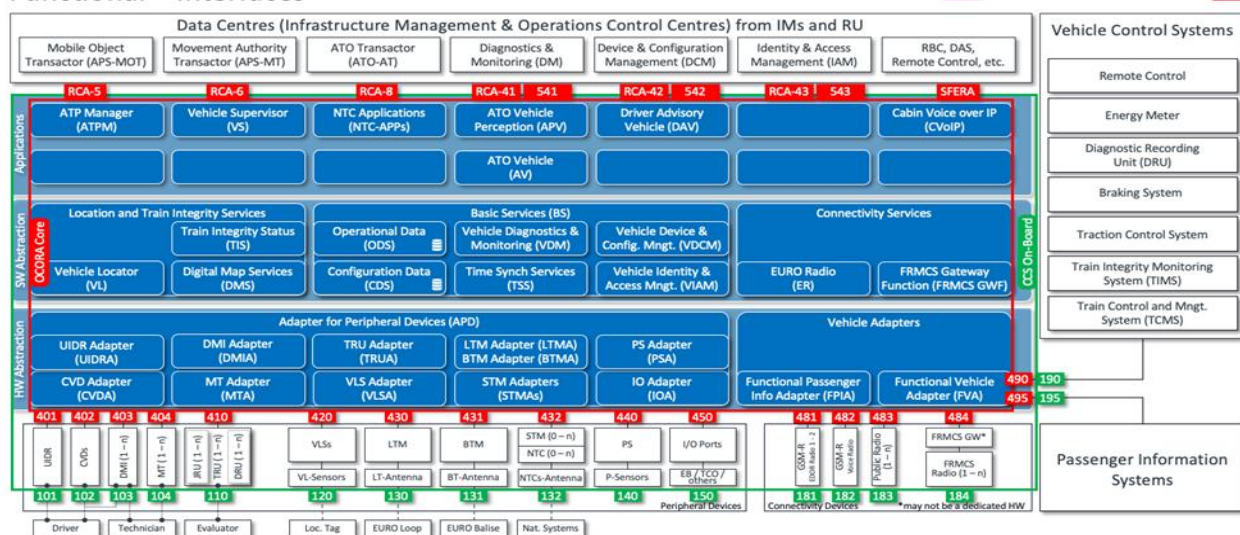 Data Centres (Infrastructure Management & Operations Control Centres) from IMs and RU
Mobile Object
Transactor (APS-MOT)
Movement Authority
Transactor (APS-MT)
ATO Transactor
(ATO-AT)
Diagnostics &
Monitoring (DM)
Device & Configuration
Management (DCM)
Identity & Access
Management (IAM)
RBC, DAS,
Remote Control, etc.
RCA-5
RCA-6
RCA-8
RCA-41
541
RCA-42
542
RCA-43
543
SFERA
Applications
ATP Manager
(ATPM)
Vehicle Supervisor
(VS)
NTC Applications
(NTC-APPs)
ATO Vehicle
Perception (APV)
Driver Advisory
Vehicle (DAV)
Cabin Voice over IP
(CVoIP)
ATO Vehicle
(AV)
SW Abstraction
OCORA Core
CCS On-Board
Location and Train Integrity Services
Basic Services (BS)
Connectivity Services
Train Integrity Status
(TIS)
Operational Data
(ODS)
Vehicle Diagnostics &
Monitoring (VDM)
Vehicle Device &
Config. Mngt. (VDCM)
Vehicle Locator
(VL)
Digital Map Services
(DMS)
Configuration Data
(CDS)
Time Synch Services
(TSS)
Vehicle Identity &
Access Mngt. (VIAM)
EURO Radio
(ER)
FRMCS Gateway
Function (FRMCS GWF)
HW Abstraction
Adapter for Peripheral Devices (APD)
Vehicle Adapters
UIDR Adapter
(UIDRA)
DMI Adapter
(DMIA)
TRU Adapter
(TRUA)
LTM Adapter (LTMA)
BTM Adapter (BTMA)
PS Adapter
(PSA)
CVD Adapter
(CVDA)
MT Adapter
(MTA)
VLS Adapter
(VLSA)
STM Adapters
(STMAs)
IO Adapter
(IOA)
Functional Passenger
Info Adapter (FPIA)
Functional Vehicle
Adapter (FVA)
490
190
495
195
401
402
403
404
410
420
430
431
432
440
450
481
482
483
484
UIDR
CVDs
DMI (1 – n)
MT (1 – n)
JRU (1 – n)
TRU (1 – n)
DRU (1 – n)
VLSs
LTM
BTM
STM (0 – n)
NTC (0 – n)
PS
I/O Ports
GSM-R
EDOR Radio 1 - 2
GSM-R
Voice Radio
Public Radio
(1 – n)
FRMCS GW*
FRMCS
Radio (1 – n)
VL-Sensors
LT-Antenna
BT-Antenna
NTCs-Antenna
P-Sensors
EB / TCO /
others
101
102
103
104
110
120
130
131
132
140
150
181
182
183
184
Peripheral Devices
Connectivity Devices
*may not be a dedicated HW
Driver
Technician
Evaluator
Loc. Tag
EURO Loop
EURO Balise
Nat. Systems
Vehicle Control Systems
Remote Control
Energy Meter
Diagnostic Recording
Unit (DRU)
Braking System
Traction Control System
Train Integrity Monitoring
System (TIMS)
Train Control and Mngt.
System (TCMS)
Passenger Information
Systems